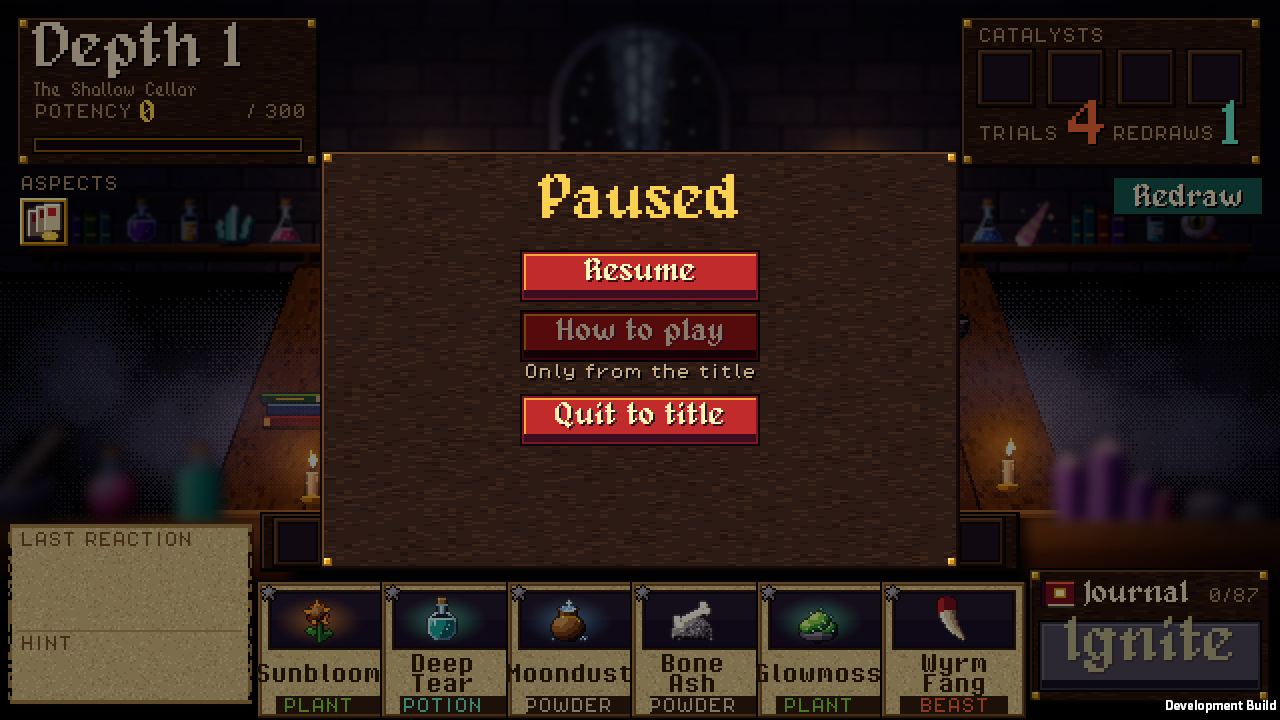 Depth 1
The Shallow Cellar
POTENCY 0 / 300
ASPECTS
CATALYSTS
TRIALS 4 REDRAWS 1
Redraw
Paused
Resume
How to play
Only from the title
Quit to title
LAST REACTION
HINT
Sunbloom
PLANT
Deep
Tear
POTION
Moondust
POWDER
Bone
Ash
POWDER
Glowmoss
PLANT
Wyrm
Fang
BEAST
Journal 0/87
Ignite
Development Build